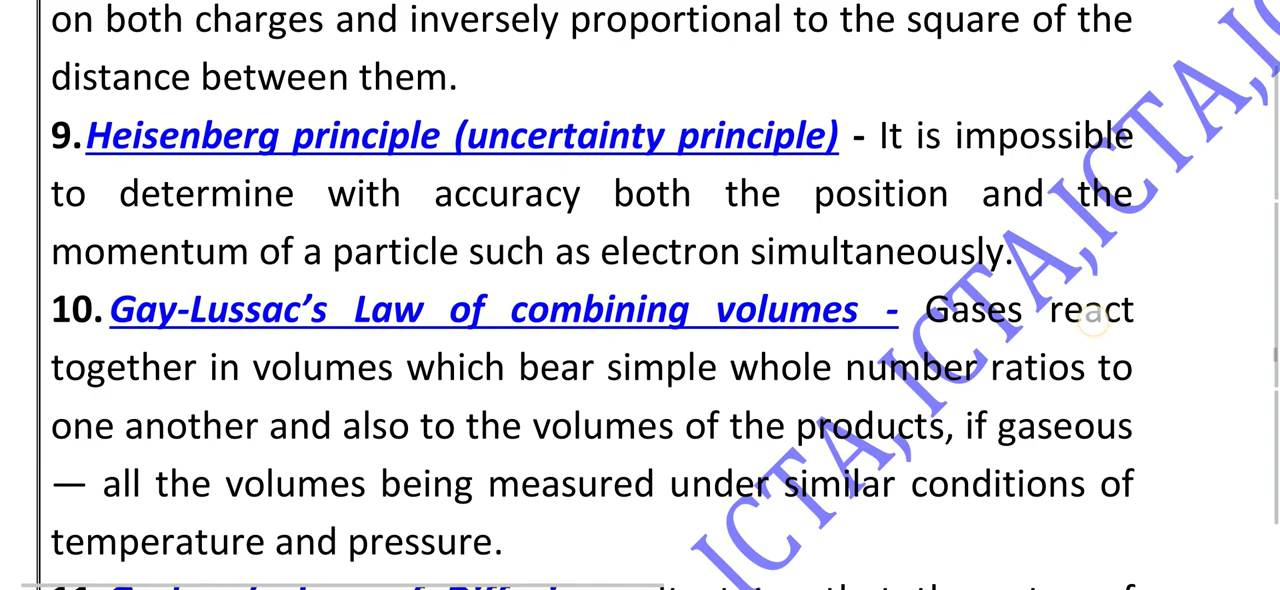 on both charges and inversely proportional to the square of the
distance between them.
9. Heisenberg principle (uncertainty principle) - It is impossible
to determine with accuracy both the position and the
momentum of a particle such as electron simultaneously.
10. Gay-Lussac’s Law of combining volumes - Gases react
together in volumes which bear simple whole number ratios to
one another and also to the volumes of the products, if gaseous
— all the volumes being measured under similar conditions of
temperature and pressure.
ICTA, ICTA,ICTA,IC